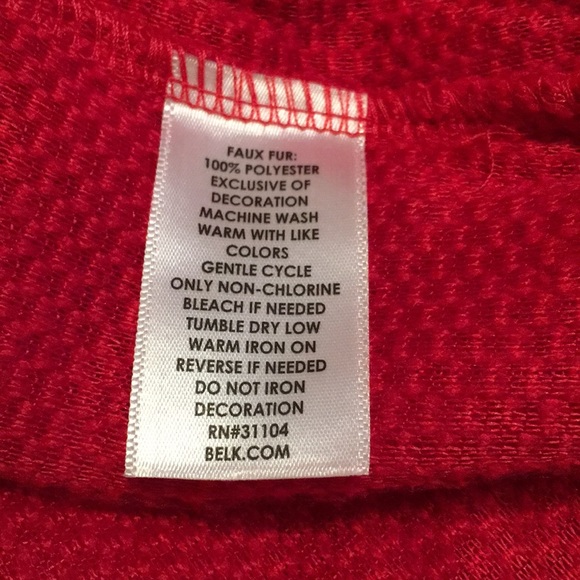 FAUX FUR:
100% POLYESTER
EXCLUSIVE OF
DECORATION
MACHINE WASH
WARM WITH LIKE
COLORS
GENTLE CYCLE
ONLY NON-CHLORINE
BLEACH IF NEEDED
TUMBLE DRY LOW
WARM IRON ON
REVERSE IF NEEDED
DO NOT IRON
DECORATION
RN#31104
BELK.COM